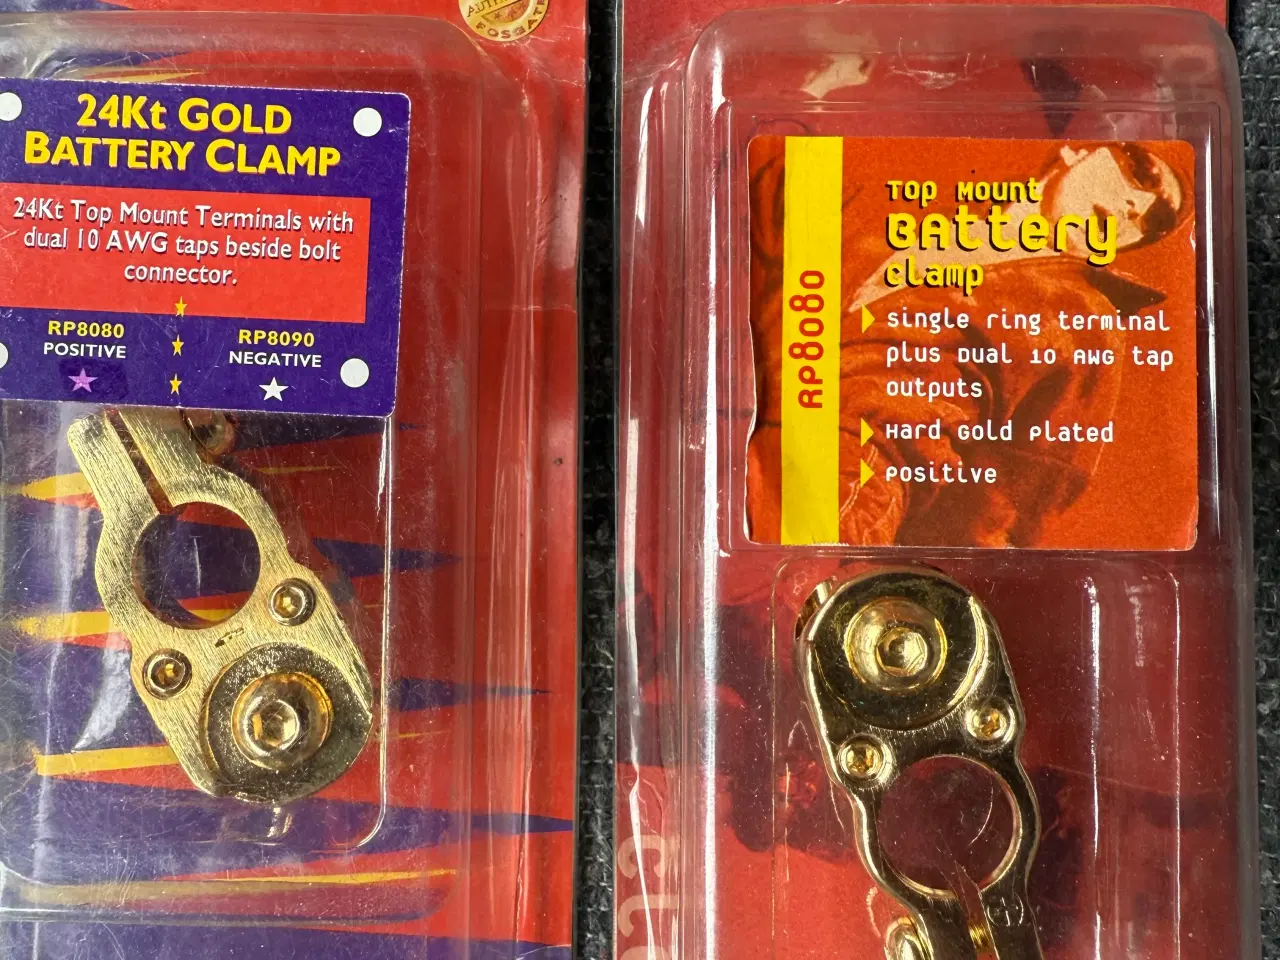 FOSGATE
24Kt GOLD
BATTERY CLAMP
24Kt Top Mount Terminals with
dual 10 AWG taps beside bolt
connector.
RP8080
POSITIVE
RP8090
NEGATIVE
RP8080
Top Mount
Battery
clamp
single ring terminal
plus Dual 10 AWG tap
outputs
Hard Gold Plated
Positive